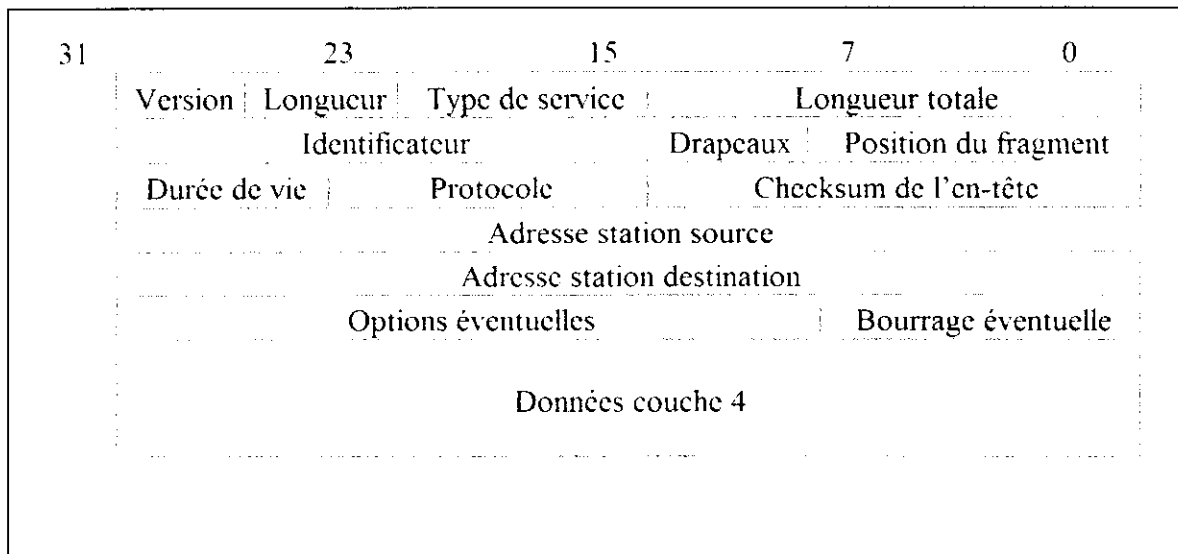 31 23 15 7 0
Version Longueur Type de service Longueur totale
Identificateur Drapeaux Position du fragment
Durée de vie Protocole Checksum de l'en-tête
Adresse station source
Adresse station destination
Options éventuelles Bourrage éventuelle
Données couche 4